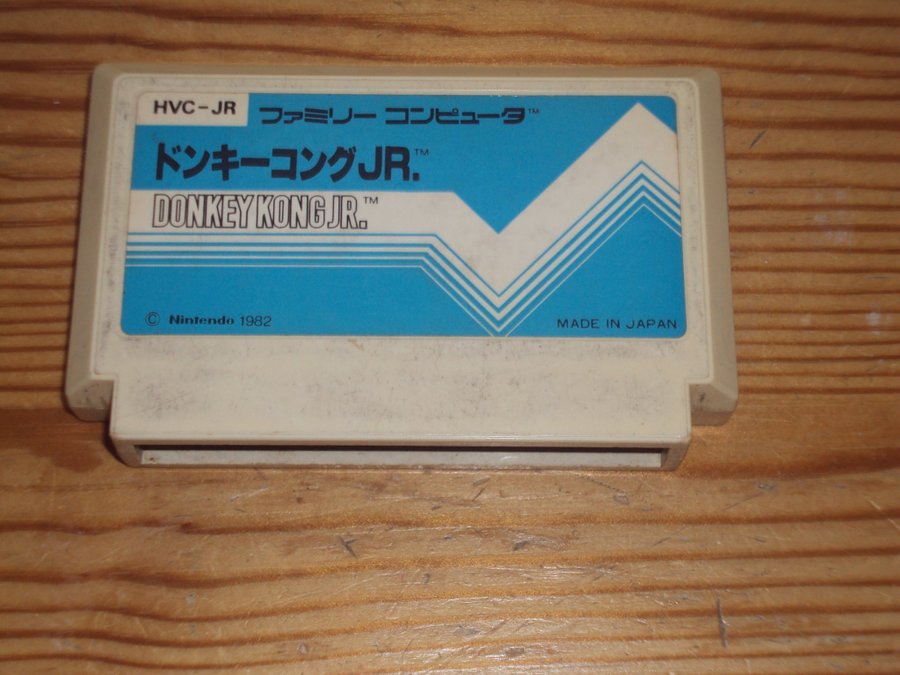 HVC-JR
ファミリー コンピュータ™
ドンキーコングJR.™
DONKEY KONG JR.™
© Nintendo 1982
MADE IN JAPAN